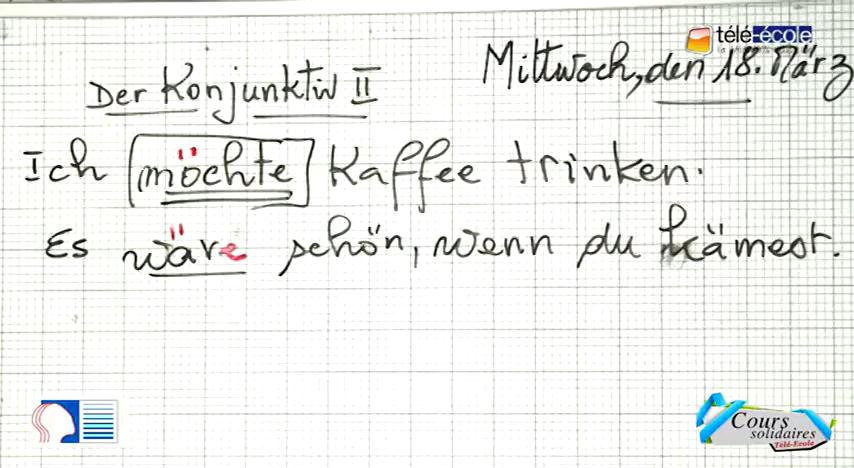 télé-école
Mittwoch, den 18. März
Der Konjunktiv II
Ich möchte Kaffee trinken.
Es wäre schön, wenn du kämest.
Cours
solidaires
Télé-Ecole